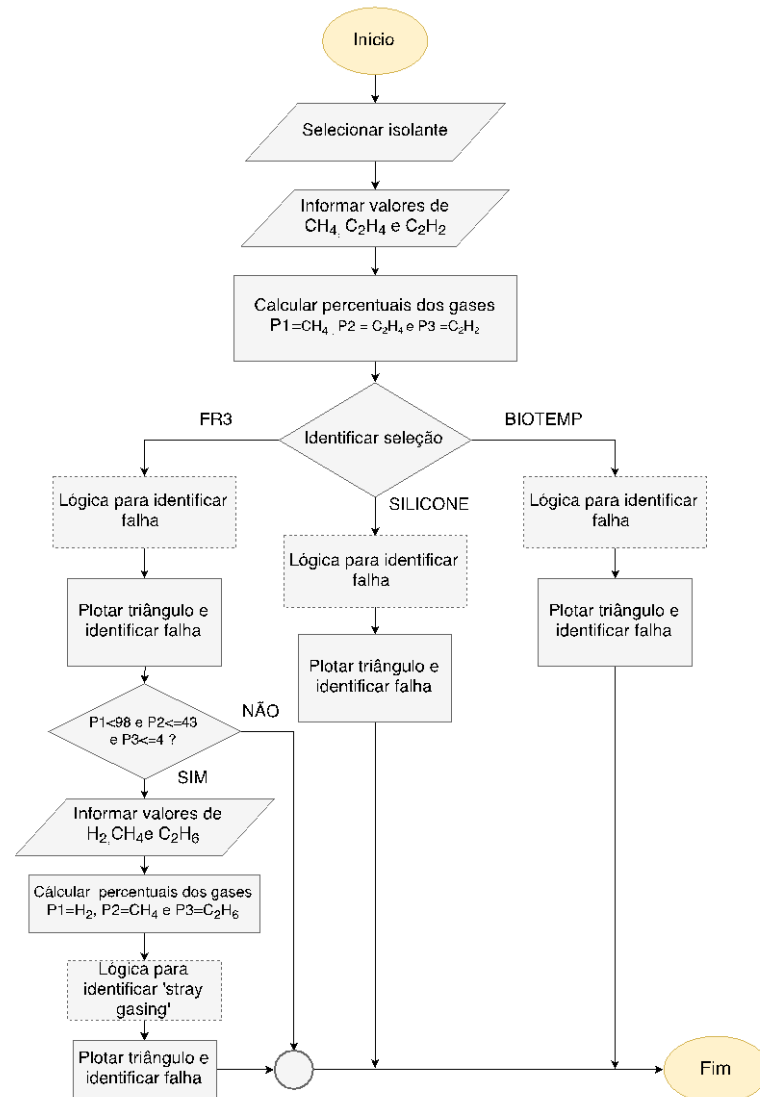 Início
Selecionar isolante
Informar valores de
CH₄, C₂H₄ e C₂H₂
Calcular percentuais dos gases
P1=CH₄ , P2 = C₂H₄ e P3 =C₂H₂
Identificar seleção
FR3
BIOTEMP
SILICONE
Lógica para identificar
falha
Lógica para identificar
falha
Lógica para identificar
falha
Plotar triângulo e
identificar falha
Plotar triângulo e
identificar falha
Plotar triângulo e
identificar falha
P1<98 e P2<=43
e P3<=4 ?
NÃO
SIM
Informar valores de
H₂,CH₄e C₂H₆
Cálcular percentuais dos gases
P1=H₂, P2=CH₄ e P3=C₂H₆
Lógica para
identificar 'stray
gasing'
Plotar triângulo e
identificar falha
Fim